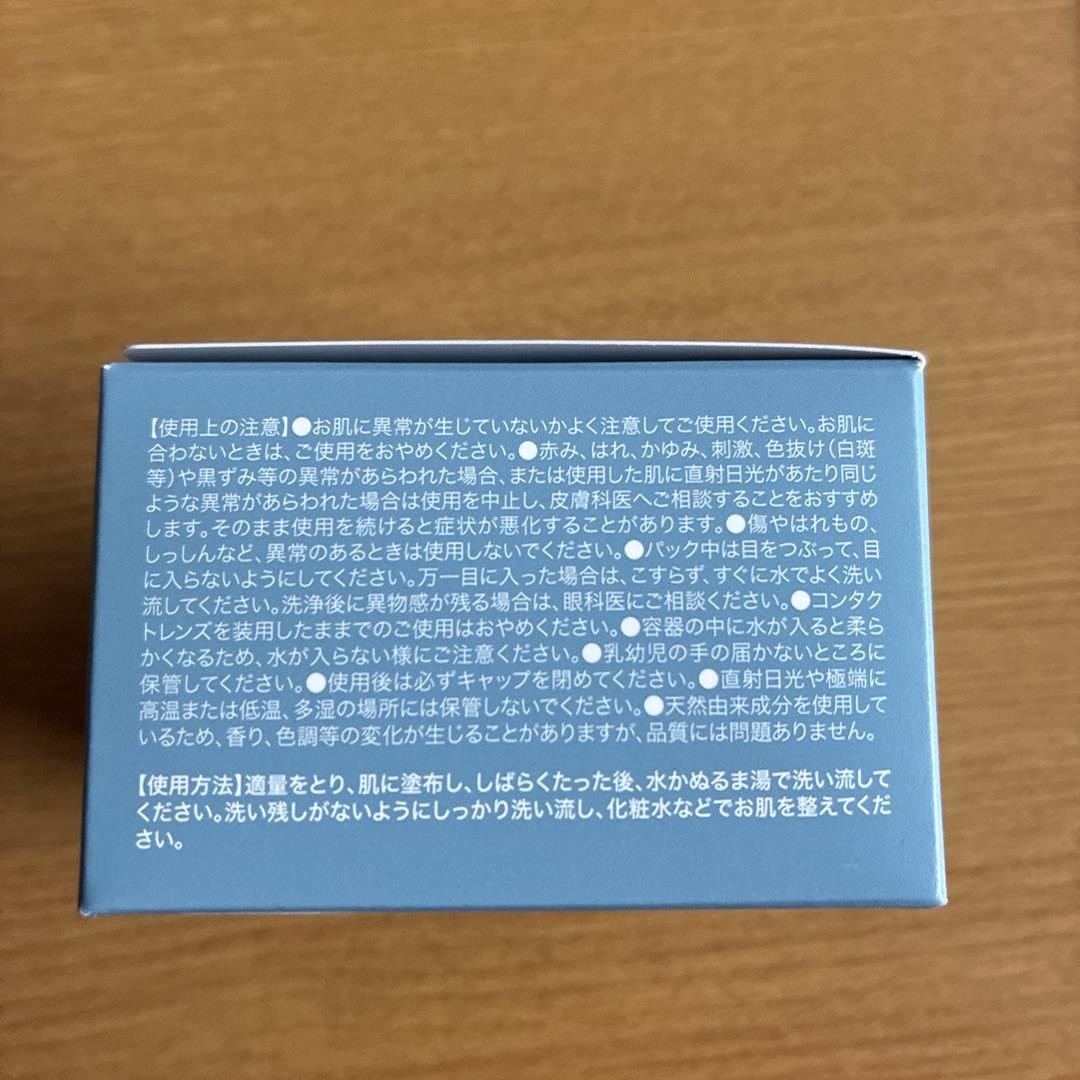 【使用上の注意】●お肌に異常が生じていないかよく注意してご使用ください。お肌に
合わないときは、ご使用をおやめください。●赤み、はれ、かゆみ、刺激、色抜け（白斑
等）や黒ずみ等の異常があらわれた場合、または使用した肌に直射日光があたり同じ
ような異常があらわれた場合は使用を中止し、皮膚科医へご相談することをおすすめ
します。そのまま使用を続けると症状が悪化することがあります。●傷やはれもの、
しっしんなど、異常のあるときは使用しないでください。●パック中は目をつぶって、目
に入らないようにしてください。万一目に入った場合は、こすらず、すぐに水でよく洗い
流してください。洗浄後に異物感が残る場合は、眼科医にご相談ください。●コンタク
トレンズを装用したままでのご使用はおやめください。●容器の中に水が入ると柔ら
かくなるため、水が入らない様にご注意ください。●乳幼児の手の届かないところに
保管してください。●使用後は必ずキャップを閉めてください。●直射日光や極端に
高温または低温、多湿の場所には保管しないでください。●天然由来成分を使用して
いるため、香り、色調等の変化が生じることがありますが、品質には問題ありません。
【使用方法】適量をとり、肌に塗布し、しばらくたった後、水かぬるま湯で洗い流して
ください。洗い残しがないようにしっかり洗い流し、化粧水などでお肌を整えてくだ
さい。